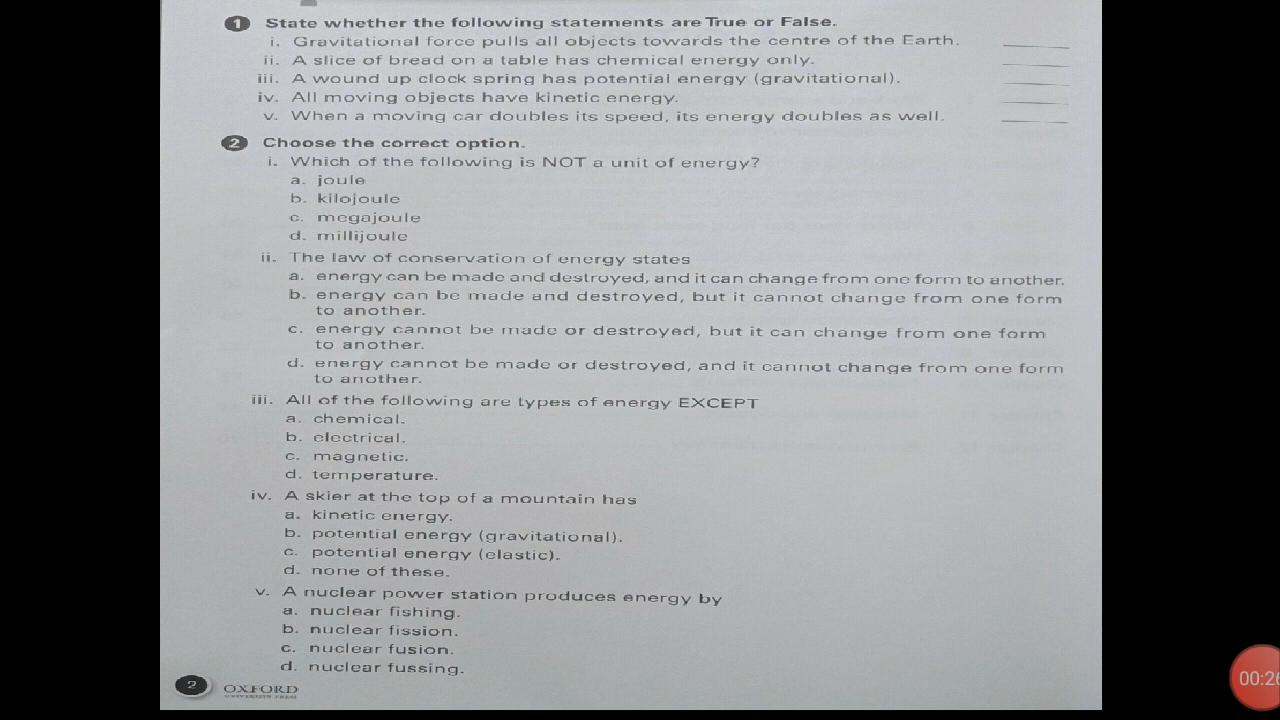 1 State whether the following statements are True or False.
i. Gravitational force pulls all objects towards the centre of the Earth.
ii. A slice of bread on a table has chemical energy only.
iii. A wound up clock spring has potential energy (gravitational).
iv. All moving objects have kinetic energy.
v. When a moving car doubles its speed, its energy doubles as well.
2 Choose the correct option.
i. Which of the following is NOT a unit of energy?
a. joule
b. kilojoule
c. megajoule
d. millijoule
ii. The law of conservation of energy states
a. energy can be made and destroyed, and it can change from one form to another.
b. energy can be made and destroyed, but it cannot change from one form
to another.
c. energy cannot be made or destroyed, but it can change from one form
to another.
d. energy cannot be made or destroyed, and it cannot change from one form
to another.
iii. All of the following are types of energy EXCEPT
a. chemical.
b. electrical.
c. magnetic.
d. temperature.
iv. A skier at the top of a mountain has
a. kinetic energy.
b. potential energy (gravitational).
c. potential energy (elastic).
d. none of these.
v. A nuclear power station produces energy by
a. nuclear fishing.
b. nuclear fission.
c. nuclear fusion.
d. nuclear fussing.
2 OXFORD
UNIVERSITY PRESS
00:26